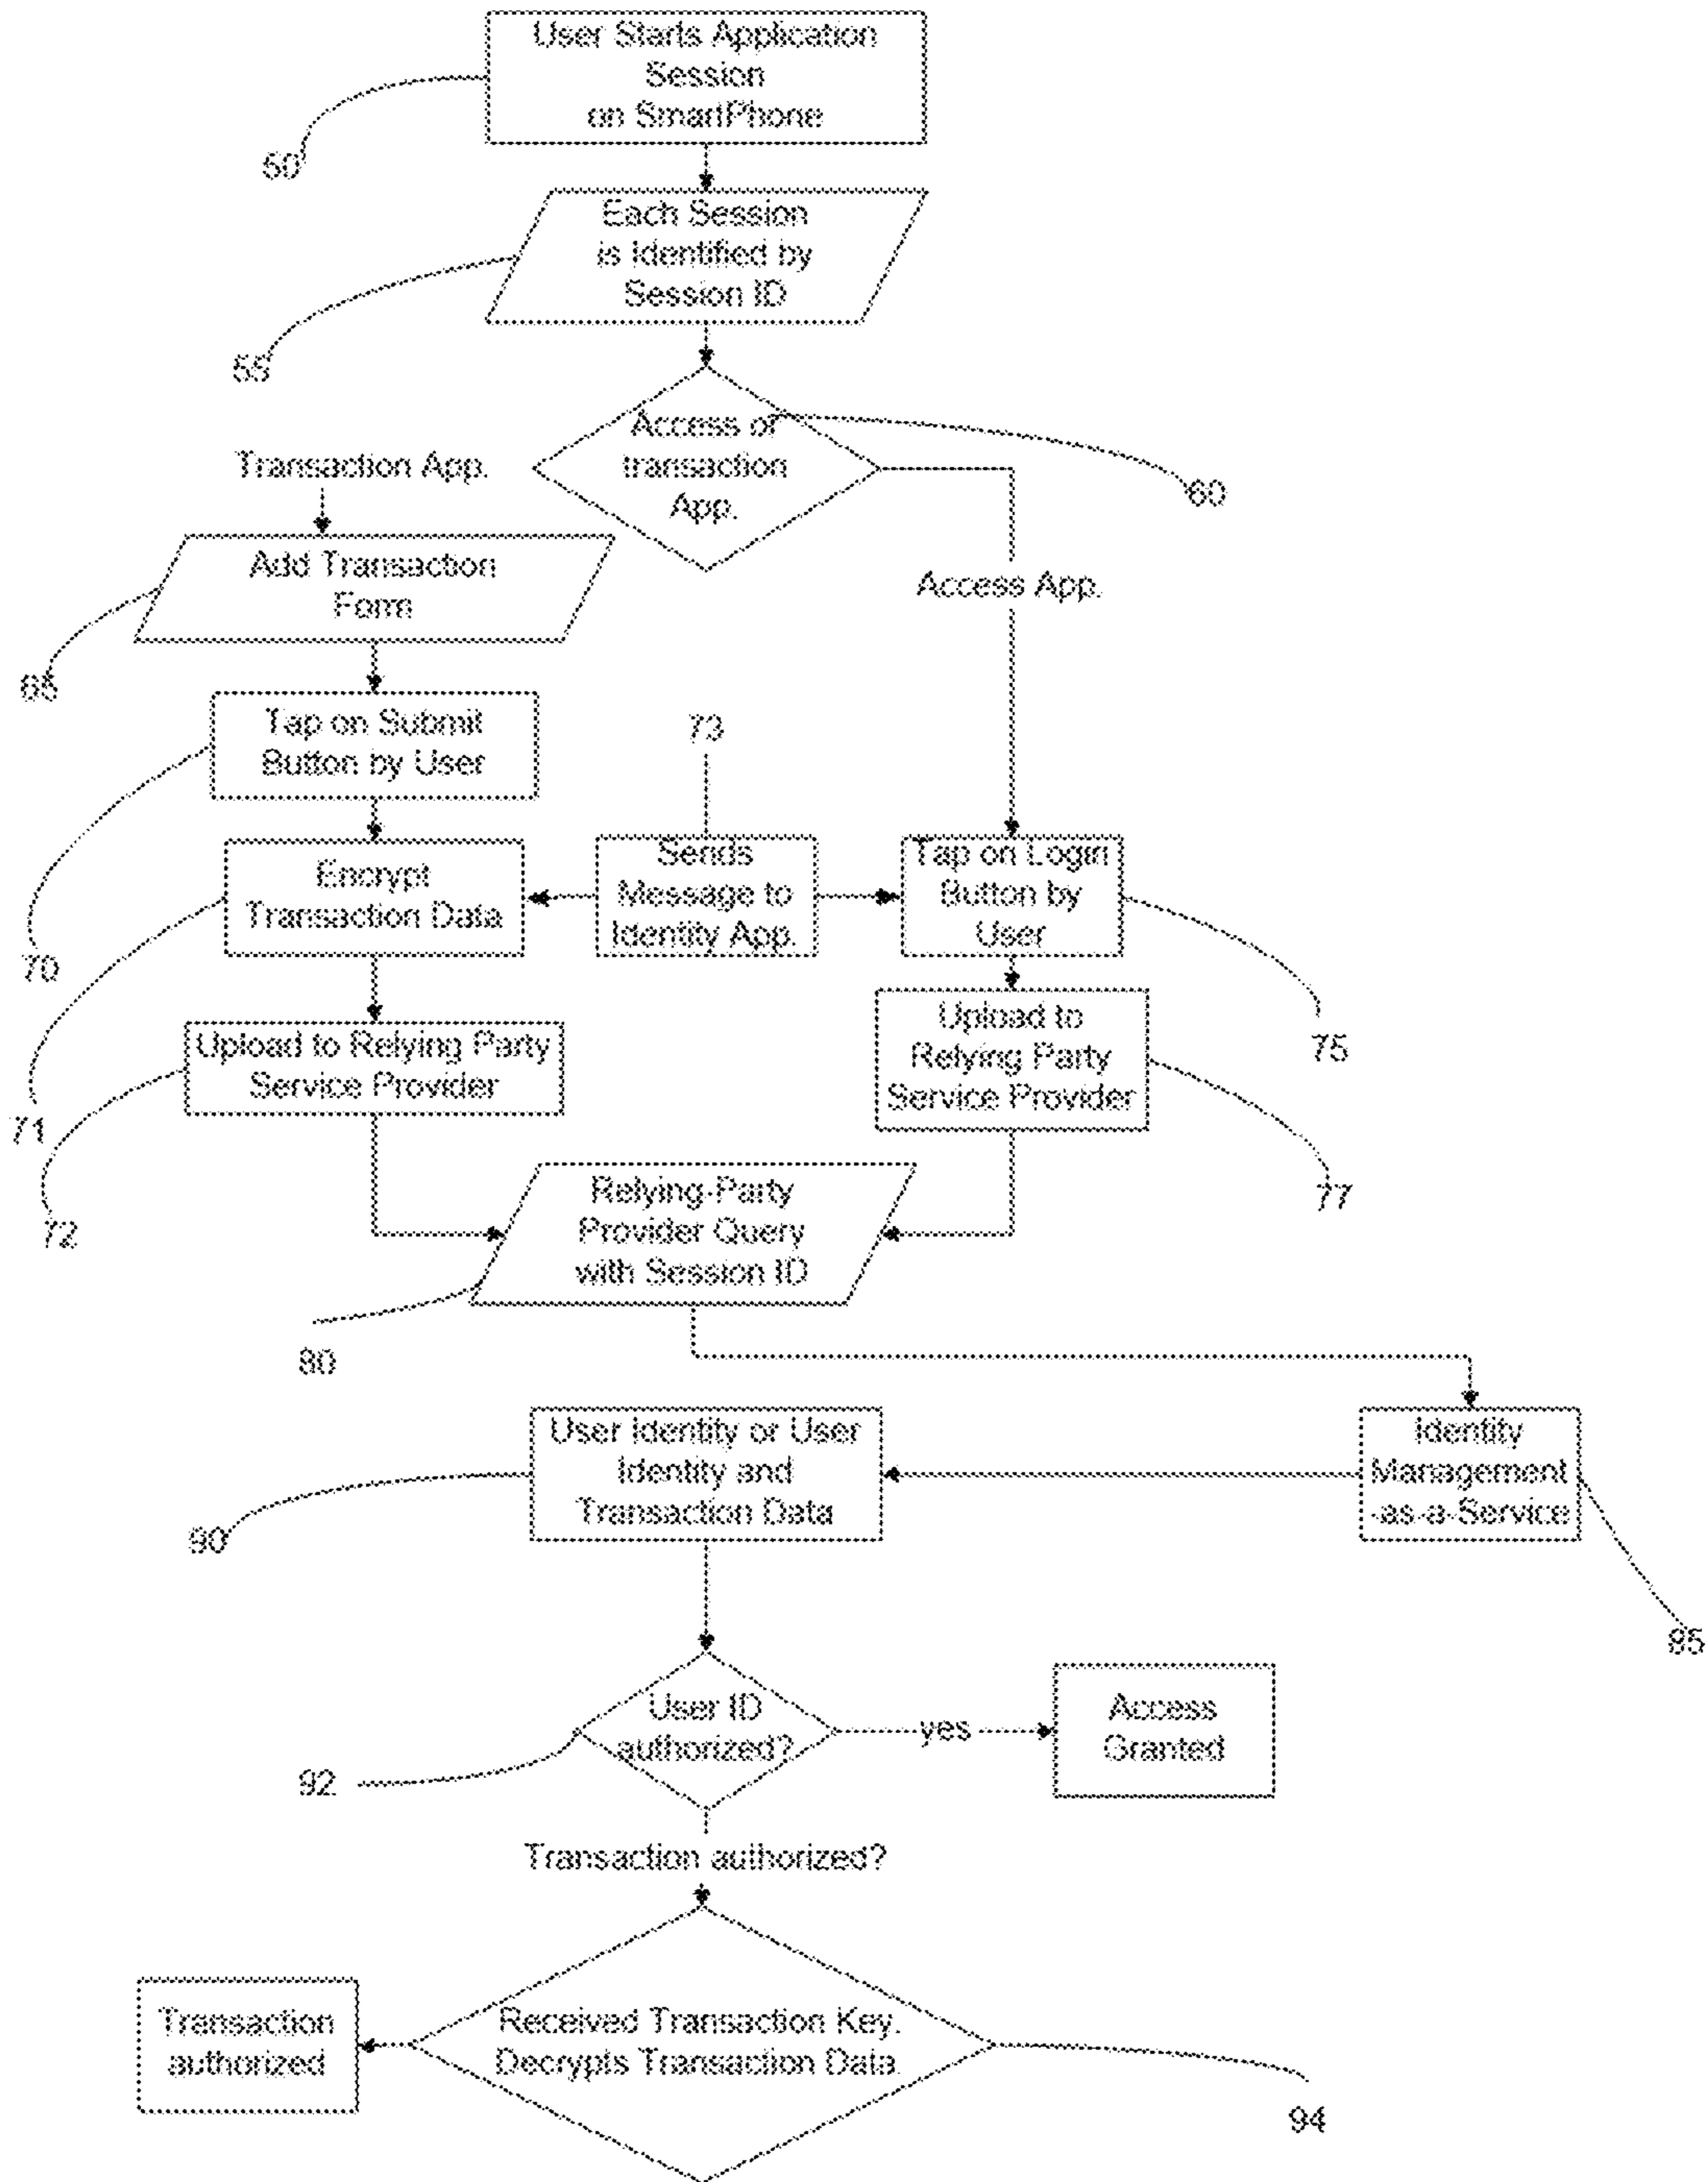 User Starts Application
Session
on SmartPhone
50
Each Session
is Identified by
Session ID
55
Access or
transaction
App.
60
Transaction App.
Add Transaction
Form
65
Access App.
Tap on Submit
Button by User
70
73
Encrypt
Transaction Data
71
Sends
Message to
Identity App.
Tap on Login
Button by
User
75
Upload to Relying Party
Service Provider
72
Upload to
Relying Party
Service Provider
77
Relying-Party
Provider Query
with Session ID
80
User Identity or User
Identity and
Transaction Data
90
Identity
Management
-as-a-Service
User ID
authorized?
92
yes
Access
Granted
Transaction authorized?
Received Transaction Key.
Decrypts Transaction Data
94
Transaction
authorized